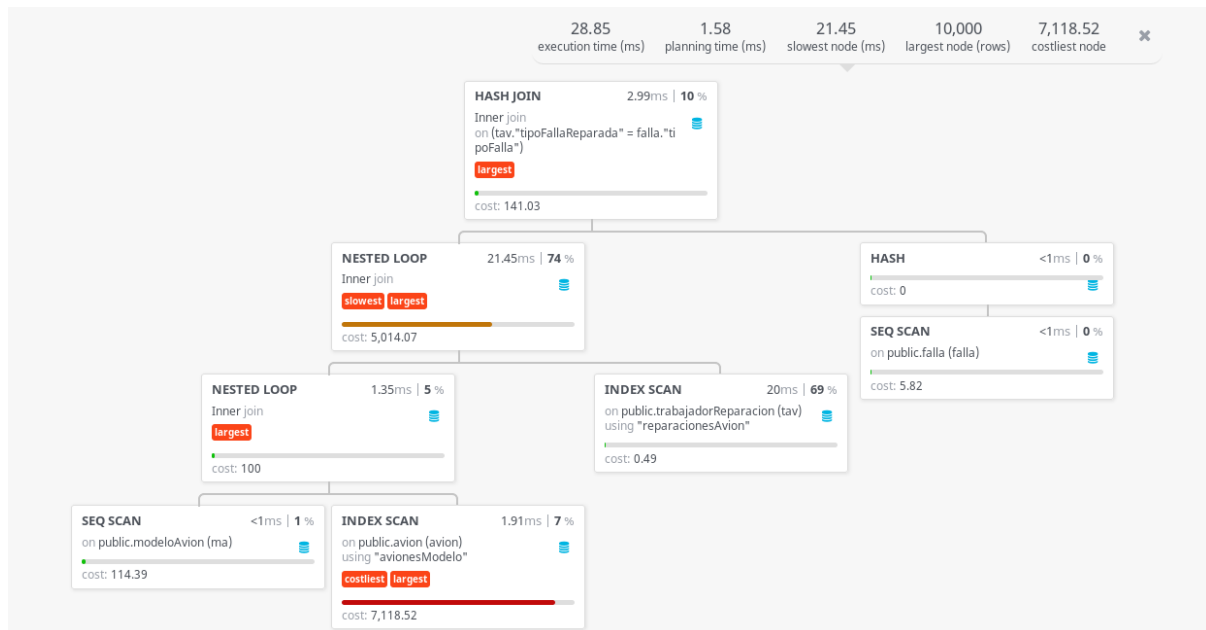 28.85 1.58 21.45 10,000 7,118.52
execution time (ms) planning time (ms) slowest node (ms) largest node (rows) costliest node
HASH JOIN 2.99ms | 10 %
Inner join
on (tav."tipoFallaReparada" = falla."ti
poFalla")
largest
cost: 141.03
NESTED LOOP 21.45ms | 74 %
Inner join
slowest largest
cost: 5,014.07
HASH <1ms | 0 %
cost: 0
SEQ SCAN <1ms | 0 %
on public.falla (falla)
cost: 5.82
NESTED LOOP 1.35ms | 5 %
Inner join
largest
cost: 100
INDEX SCAN 20ms | 69 %
on public.trabajadorReparacion (tav)
using "reparacionesAvion"
cost: 0.49
SEQ SCAN <1ms | 1 %
on public.modeloAvion (ma)
cost: 114.39
INDEX SCAN 1.91ms | 7 %
on public.avion (avion)
using "avionesModelo"
costliest largest
cost: 7,118.52